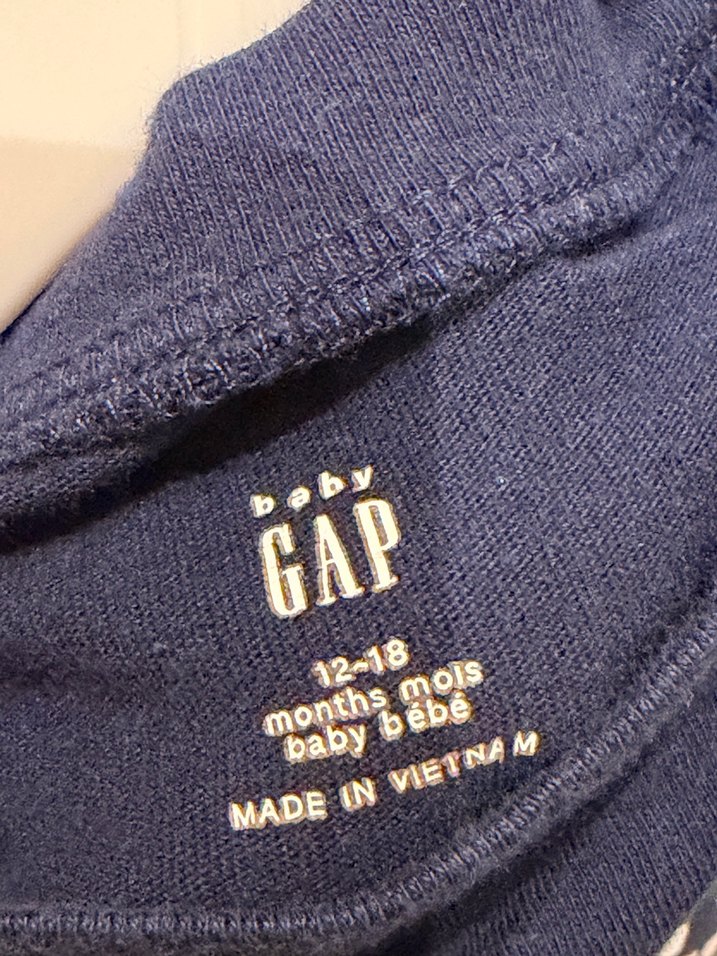 baby
GAP
12-18
months mois
baby bébé
MADE IN VIETNAM